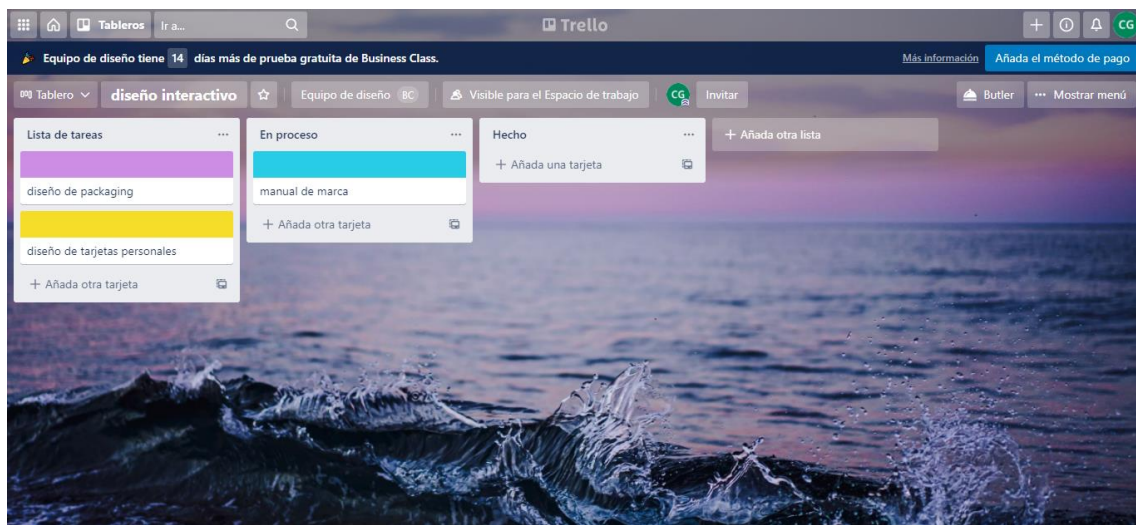 Tableros
Ir a...
Trello
CG
Equipo de diseño tiene 14 días más de prueba gratuita de Business Class.
Más información
Añada el método de pago
Tablero
diseño interactivo
Equipo de diseño BC
Visible para el Espacio de trabajo
CG
Invitar
Butler
Mostrar menú
Lista de tareas
diseño de packaging
diseño de tarjetas personales
+ Añada otra tarjeta
En proceso
manual de marca
+ Añada otra tarjeta
Hecho
+ Añada una tarjeta
+ Añada otra lista